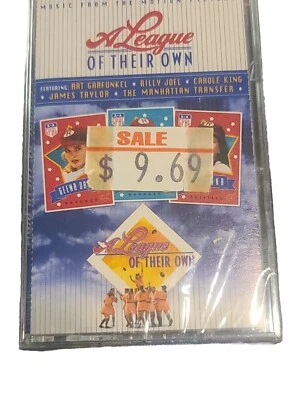 MUSIC FROM THE MOTION
A League
OF THEIR OWN
FEATURING: ART GARFUNKEL • BILLY JOEL • CAROLE KING
• JAMES TAYLOR • THE MANHATTAN TRANSFER •
SALE
$ 9.69
GEENA
A League
OF THEIR OWN